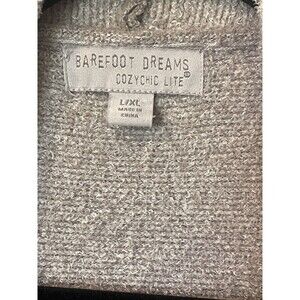 BAREFOOT DREAMS
COZYCHIC LITE®
L/XL
MADE IN
CHINA